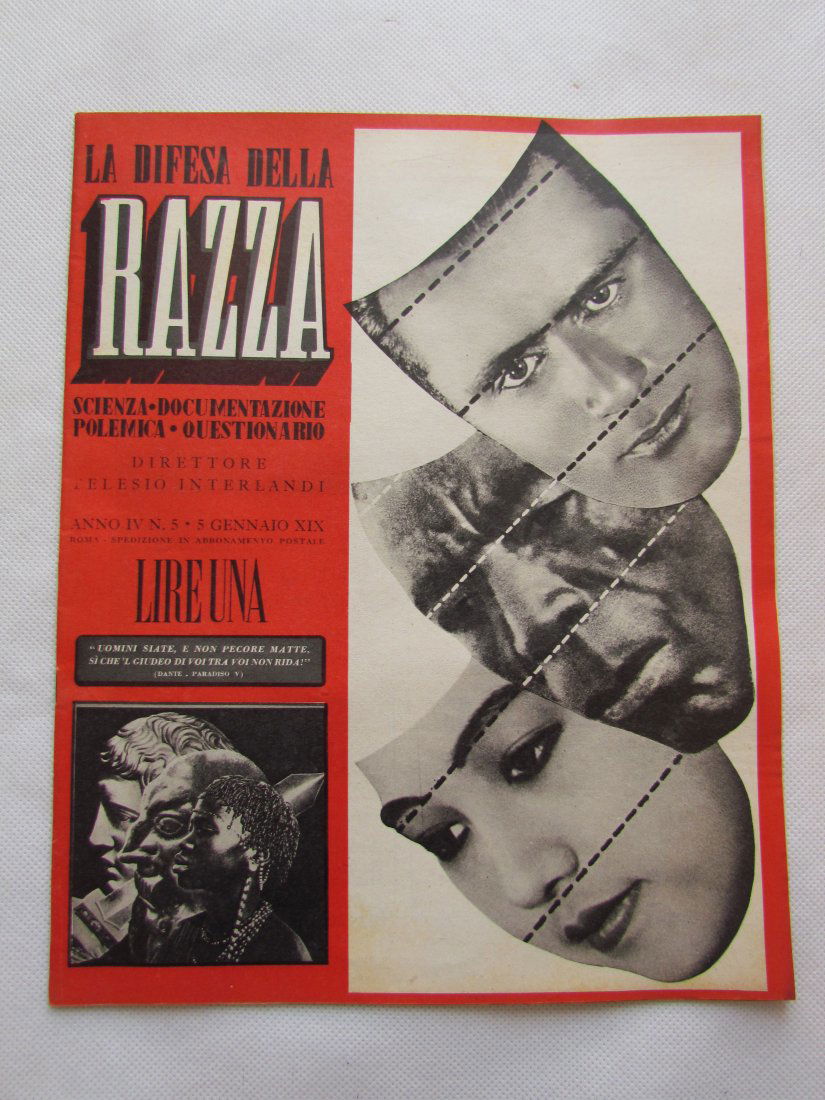 LA DIFESA DELLA
RAZZA
SCIENZA • DOCUMENTAZIONE
POLEMICA • QUESTIONARIO
DIRETTORE
TELESIO INTERLANDI
ANNO IV N. 5 • 5 GENNAIO XIX
ROMA - SPEDIZIONE IN ABBONAMENTO POSTALE
LIRE UNA
"UOMINI SIATE, E NON PECORE MATTE,
SÌ CHE 'L GIUDEO DI VOI TRA VOI NON RIDA!"
(DANTE - PARADISO V)